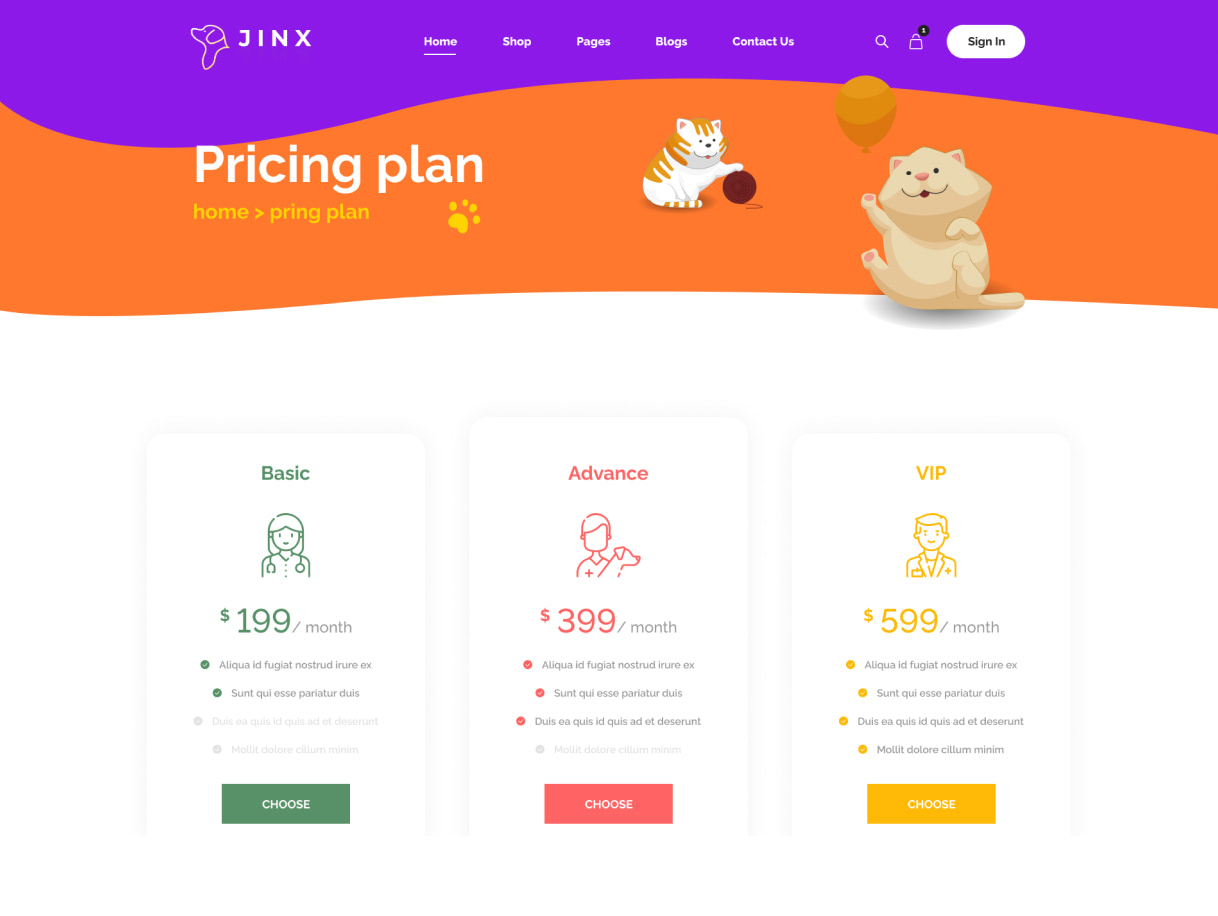 JINX
Home Shop Pages Blogs Contact Us 1 Sign In
Pricing plan
home > pring plan
Basic
$ 199/ month
Aliqua id fugiat nostrud irure ex
Sunt qui esse pariatur duis
Duis ea quis id quis ad et deserunt
Mollit dolore cillum minim
CHOOSE
Advance
$ 399/ month
Aliqua id fugiat nostrud irure ex
Sunt qui esse pariatur duis
Duis ea quis id quis ad et deserunt
Mollit dolore cillum minim
CHOOSE
VIP
$ 599/ month
Aliqua id fugiat nostrud irure ex
Sunt qui esse pariatur duis
Duis ea quis id quis ad et deserunt
Mollit dolore cillum minim
CHOOSE